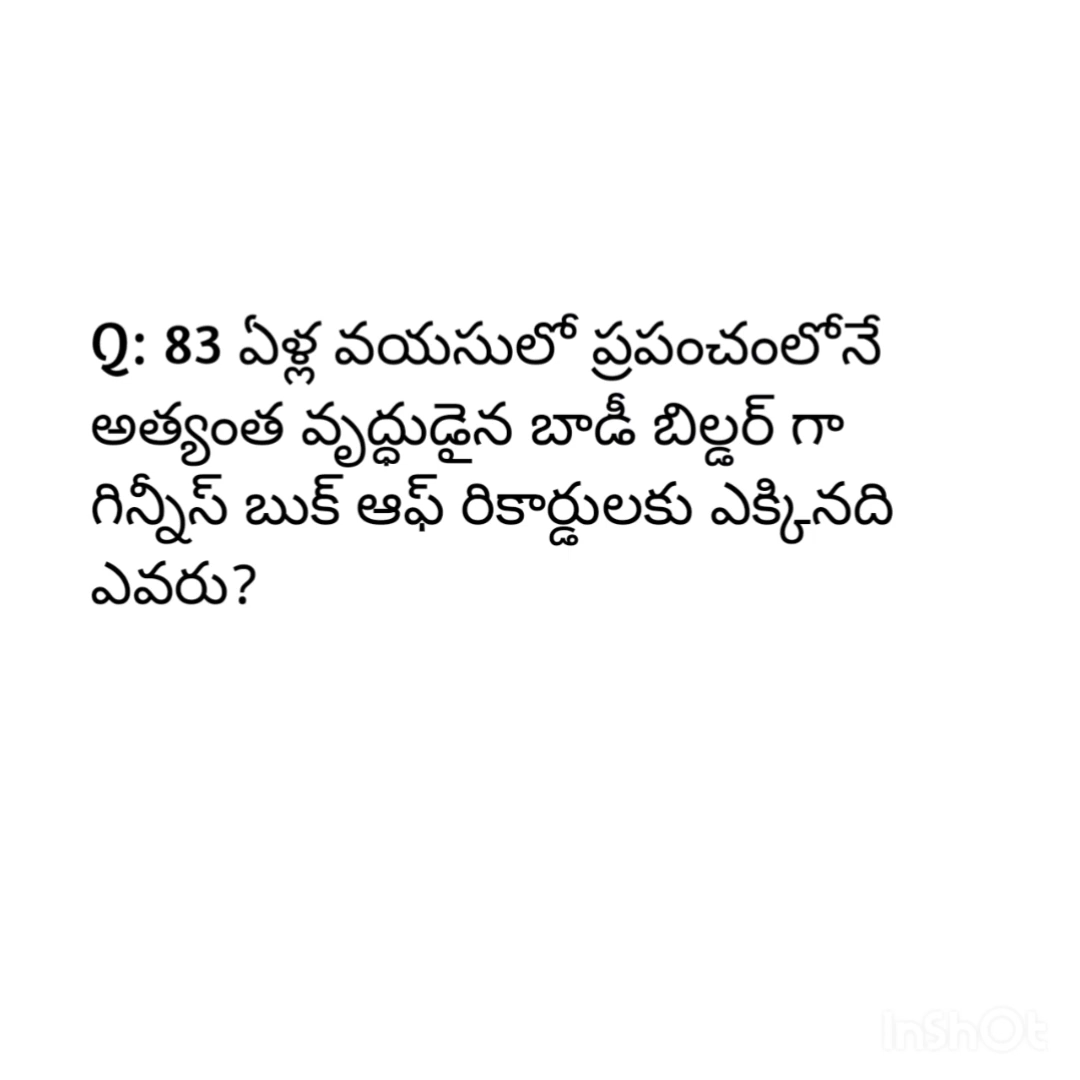 Q: 83 ఏళ్ల వయసులో ప్రపంచంలోనే
అత్యంత వృద్ధుడైన బాడీ బిల్డర్ గా
గిన్నీస్ బుక్ ఆఫ్ రికార్డులకు ఎక్కినది
ఎవరు?
InShOt